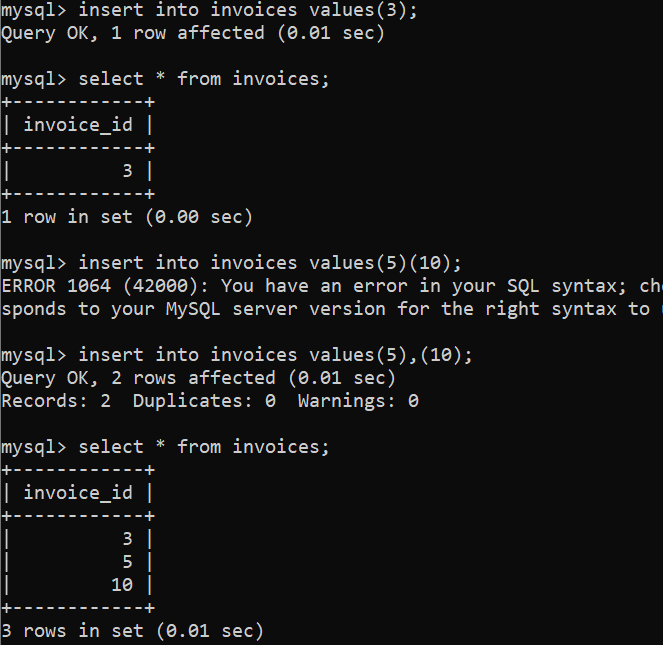 mysql> insert into invoices values(3);
Query OK, 1 row affected (0.01 sec)
mysql> select * from invoices;
+------------+
| invoice_id |
+------------+
|          3 |
+------------+
1 row in set (0.00 sec)
mysql> insert into invoices values(5)(10);
ERROR 1064 (42000): You have an error in your SQL syntax;
sponds to your MySQL server version for the right syntax to
mysql> insert into invoices values(5),(10);
Query OK, 2 rows affected (0.01 sec)
Records: 2  Duplicates: 0  Warnings: 0
mysql> select * from invoices;
+------------+
| invoice_id |
+------------+
|          3 |
|          5 |
|         10 |
+------------+
3 rows in set (0.01 sec)